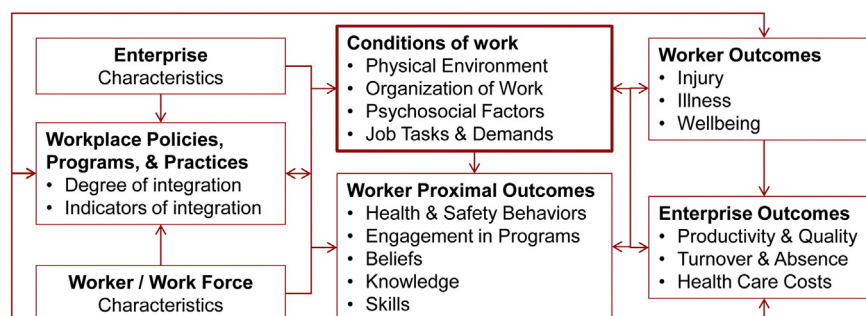 Enterprise
Characteristics
Workplace Policies,
Programs, & Practices
• Degree of integration
• Indicators of integration
Worker / Work Force
Characteristics
Conditions of work
• Physical Environment
• Organization of Work
• Psychosocial Factors
• Job Tasks & Demands
Worker Proximal Outcomes
• Health & Safety Behaviors
• Engagement in Programs
• Beliefs
• Knowledge
• Skills
Worker Outcomes
• Injury
• Illness
• Wellbeing
Enterprise Outcomes
• Productivity & Quality
• Turnover & Absence
• Health Care Costs